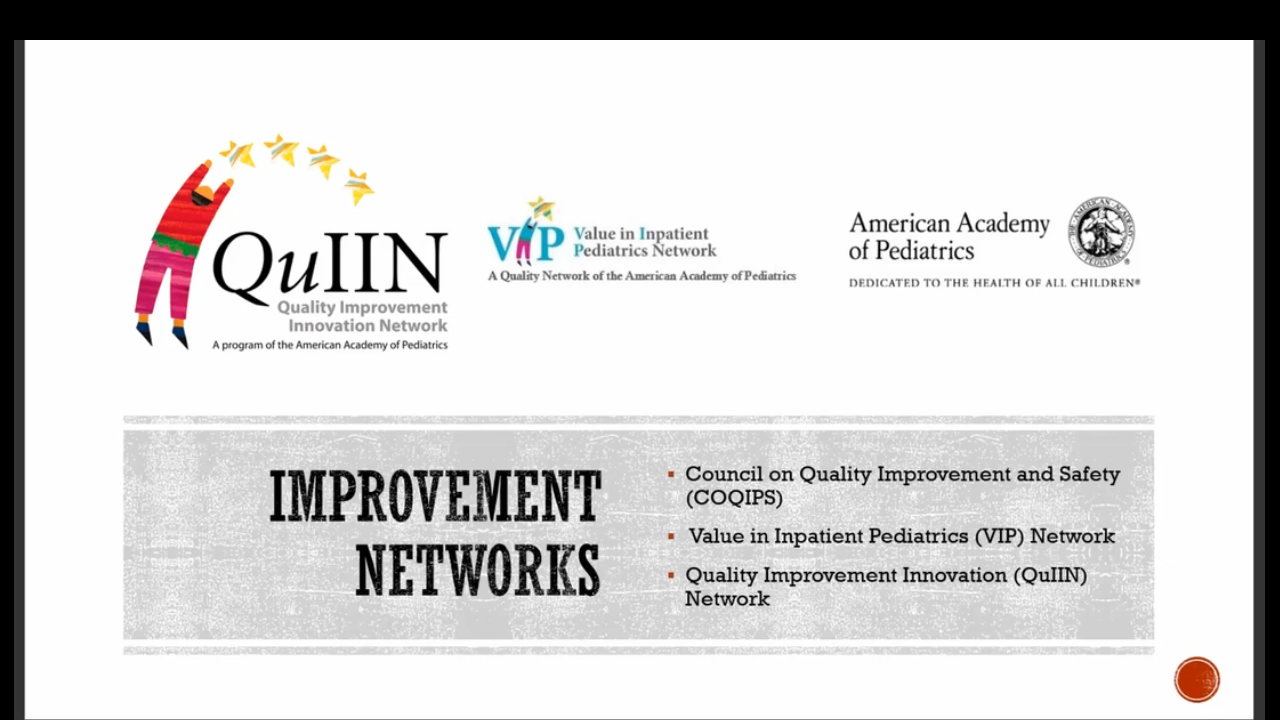 QuIIN
Quality Improvement
Innovation Network
A program of the American Academy of Pediatrics
VIP Value in Inpatient
Pediatrics Network
A Quality Network of the American Academy of Pediatrics
American Academy
of Pediatrics
DEDICATED TO THE HEALTH OF ALL CHILDREN®
IMPROVEMENT
NETWORKS
▪ Council on Quality Improvement and Safety
(COQIPS)
▪ Value in Inpatient Pediatrics (VIP) Network
▪ Quality Improvement Innovation (QuIIN)
Network